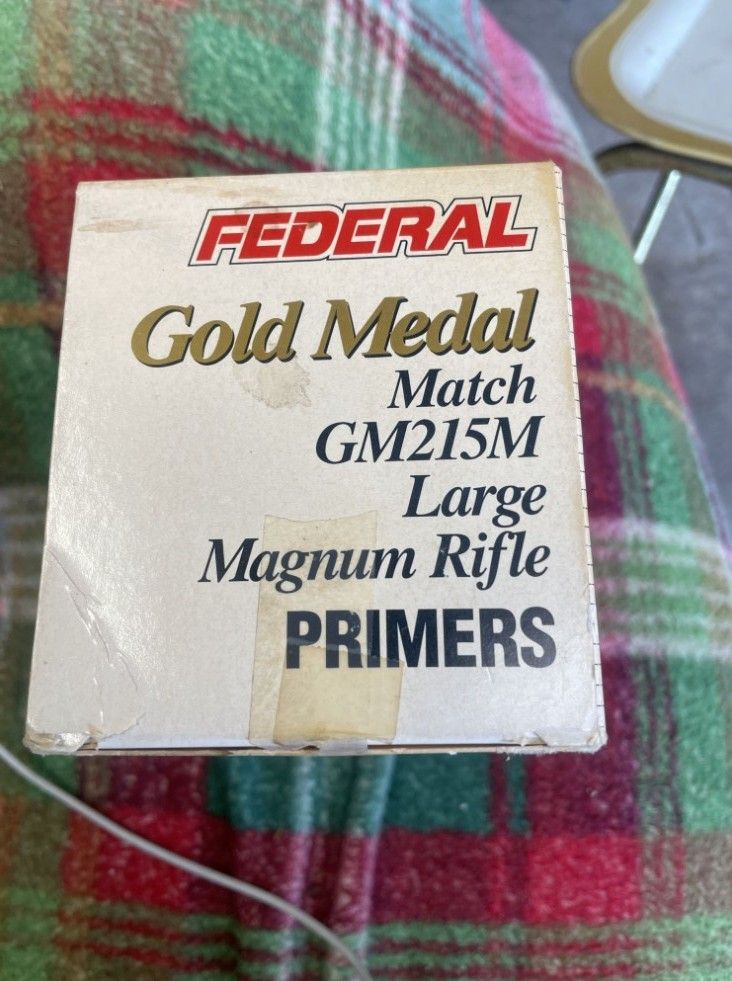 FEDERAL
Gold Medal
Match
GM215M
Large
Magnum Rifle
PRIMERS